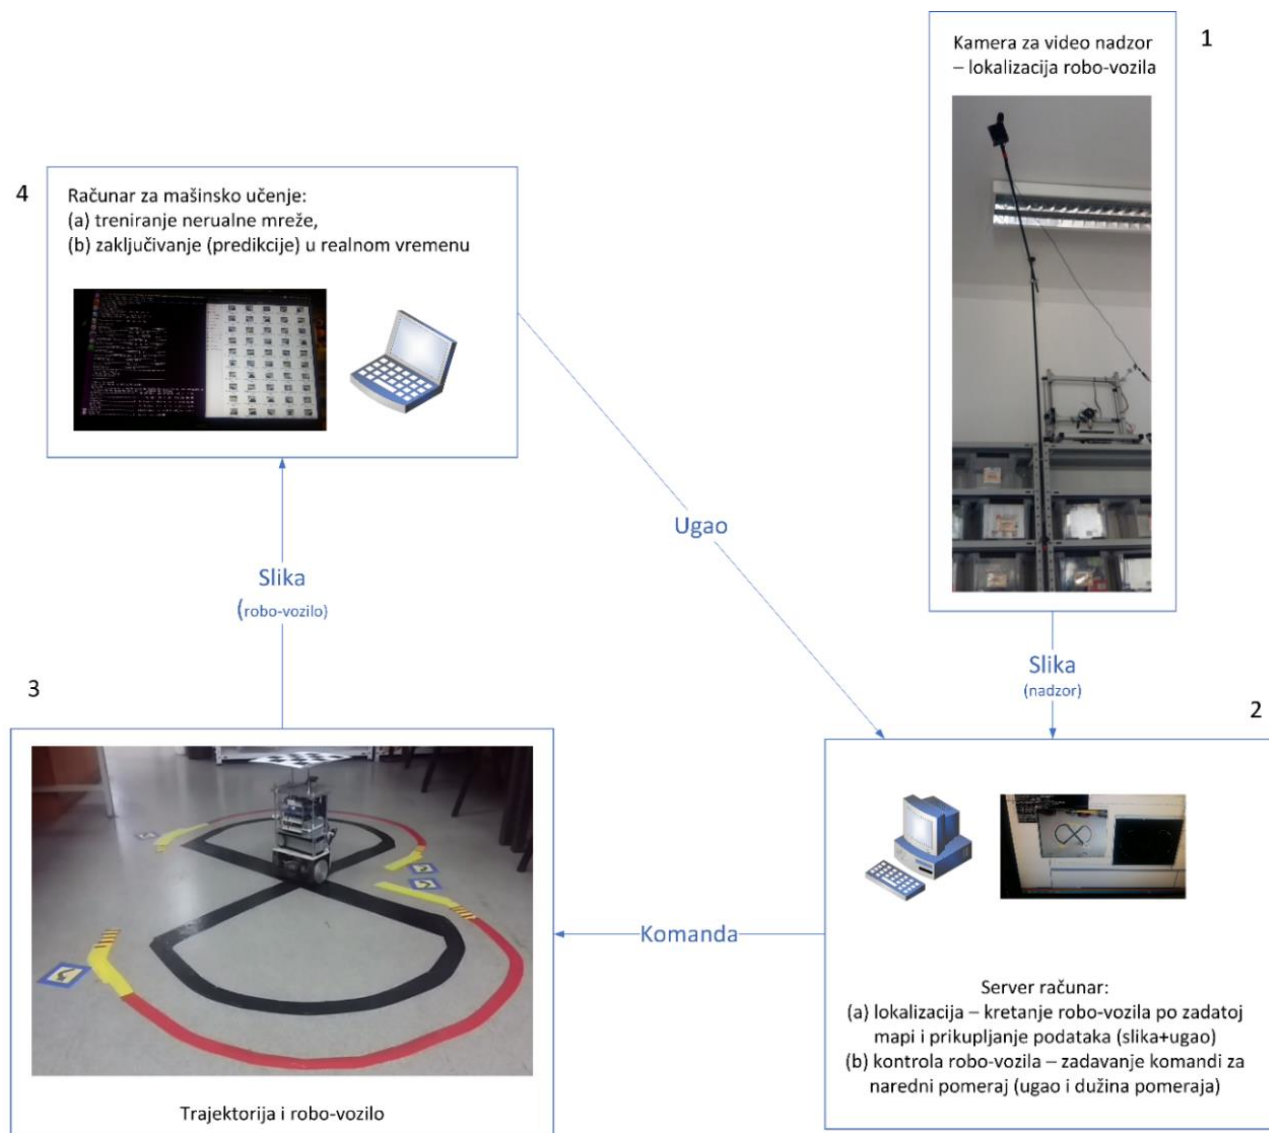 1
Kamera za video nadzor
– lokalizacija robo-vozila
4
Računar za mašinsko učenje:
(a) treniranje nerualne mreže,
(b) zaključivanje (predikcije) u realnom vremenu
Ugao
Slika
(robo-vozilo)
Slika
(nadzor)
3
2
Komanda
Server računar:
(a) lokalizacija – kretanje robo-vozila po zadatoj
mapi i prikupljanje podataka (slika+ugao)
(b) kontrola robo-vozila – zadavanje komandi za
naredni pomeraj (ugao i dužina pomeraja)
Trajektorija i robo-vozilo